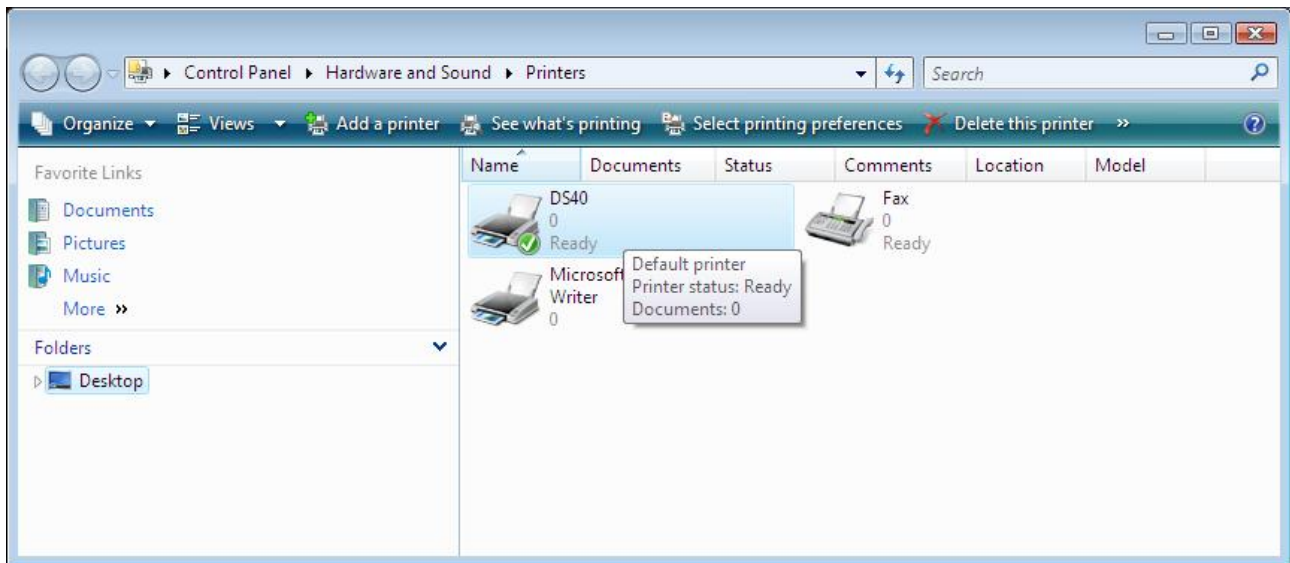 Control Panel ▸ Hardware and Sound ▸ Printers Search
Organize Views Add a printer See what's printing Select printing preferences Delete this printer »
Favorite Links
Documents
Pictures
Music
More »
Folders
Desktop
Name Documents Status Comments Location Model
DS40
0
Ready
Fax
0
Ready
Microsoft
Writer
0
Default printer
Printer status: Ready
Documents: 0